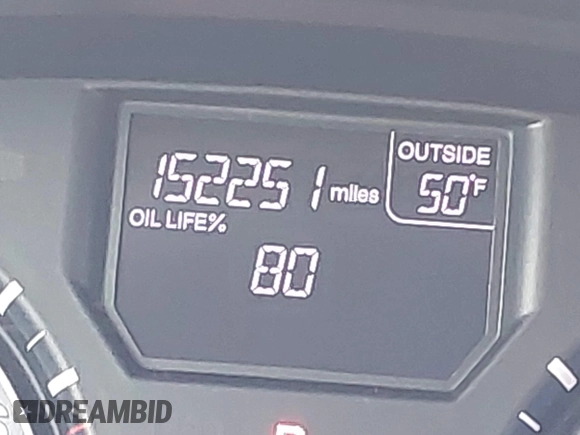 OUTSIDE
152251 miles 50°F
OIL LIFE%
80
DREAMBID